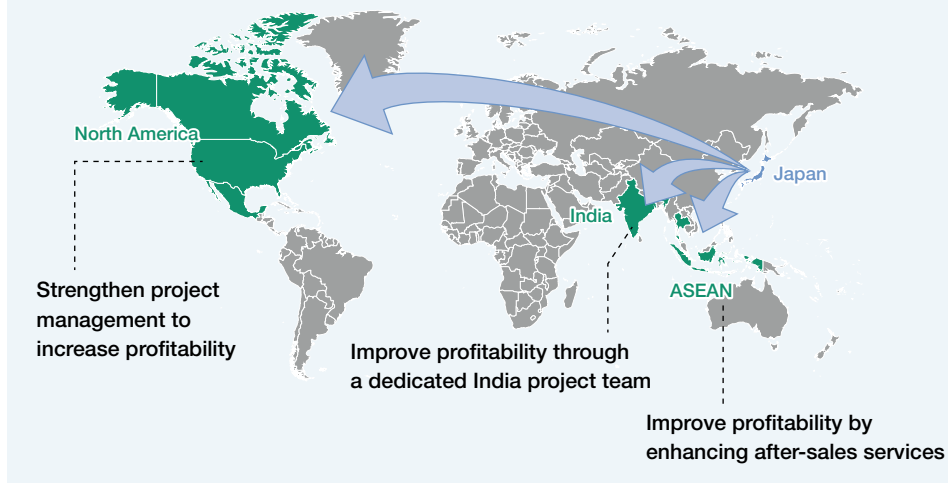 North America
Japan
India
ASEAN
Strengthen project
management to
increase profitability
Improve profitability through
a dedicated India project team
Improve profitability by
enhancing after-sales services